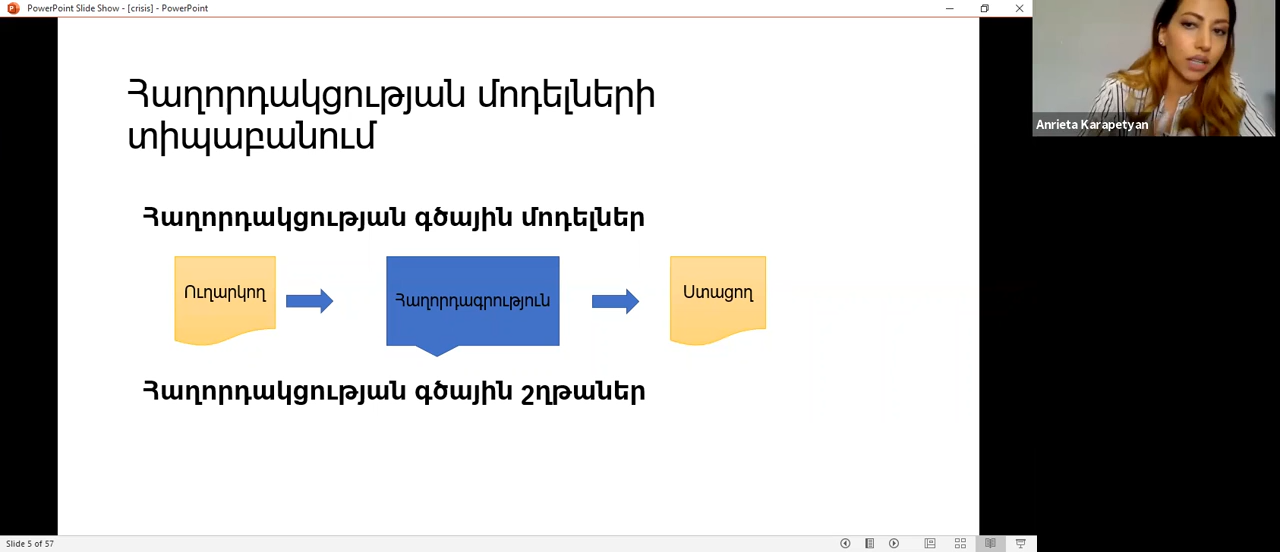 PowerPoint Slide Show - [crisis] - PowerPoint
Anrieta Karapetyan
Հաղորդակցության մոդելների
տիպաբանում
Հաղորդակցության գծային մոդելներ
Ուղարկող
Հաղորդագրություն
Ստացող
Հաղորդակցության գծային շղթաներ
Slide 5 of 57